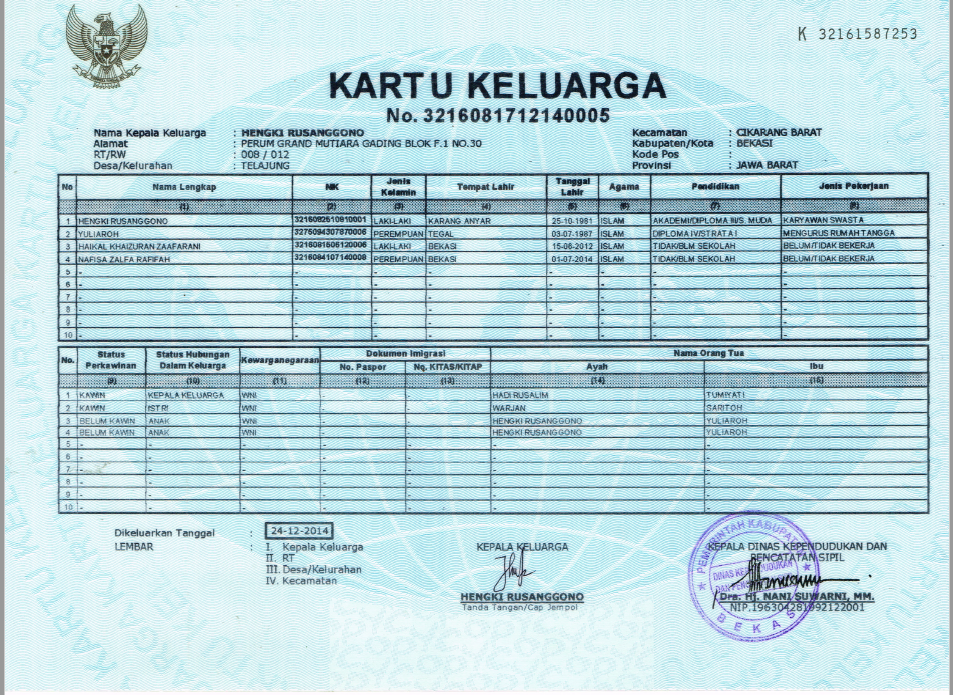 K 32161587253
KARTU KELUARGA
No. 3216081712140005
Nama Kepala Keluarga : HENGKI RUSANGGONO
Alamat : PERUM GRAND MUTIARA GADING BLOK F.1 NO.30
RT/RW : 008 / 012
Desa/Kelurahan : TELAJUNG
Kecamatan : CIKARANG BARAT
Kabupaten/Kota : BEKASI
Kode Pos :
Provinsi : JAWA BARAT
No Nama Lengkap NIK Jenis Kelamin Tempat Lahir Tanggal Lahir Agama Pendidikan Jenis Pekerjaan
(1) (2) (3) (4) (5) (6) (7) (8)
1 HENGKI RUSANGGONO 3216082510810001 LAKI-LAKI KARANG ANYAR 25-10-1981 ISLAM AKADEMI/DIPLOMA III/S. MUDA KARYAWAN SWASTA
2 YULIAROH 3275094307870006 PEREMPUAN TEGAL 03-07-1987 ISLAM DIPLOMA IV/STRATA I MENGURUS RUMAH TANGGA
3 HAIKAL KHAIZURAN ZAAFARANI 3216081506120006 LAKI-LAKI BEKASI 15-06-2012 ISLAM TIDAK/BLM SEKOLAH BELUM/TIDAK BEKERJA
4 NAFISA ZALFA RAFIFAH 3216084107140008 PEREMPUAN BEKASI 01-07-2014 ISLAM TIDAK/BLM SEKOLAH BELUM/TIDAK BEKERJA
5 - - - - - - - -
6 - - - - - - - -
7 - - - - - - - -
8 - - - - - - - -
9 - - - - - - - -
10 - - - - - - - -
No. Status Perkawinan Status Hubungan Dalam Keluarga Kewarganegaraan Dokumen Imigrasi Nama Orang Tua
No. Paspor No. KITAS/KITAP Ayah Ibu
(9) (10) (11) (12) (13) (14) (15)
1 KAWIN KEPALA KELUARGA WNI - - HADI RUSALIM TUMIYATI
2 KAWIN ISTRI WNI - - WARJAN SARITOH
3 BELUM KAWIN ANAK WNI - - HENGKI RUSANGGONO YULIAROH
4 BELUM KAWIN ANAK WNI - - HENGKI RUSANGGONO YULIAROH
5 - - - - - - -
6 - - - - - - -
7 - - - - - - -
8 - - - - - - -
9 - - - - - - -
10 - - - - - - -
Dikeluarkan Tanggal : 24-12-2014
LEMBAR : I. Kepala Keluarga
II. RT
III. Desa/Kelurahan
IV. Kecamatan
KEPALA KELUARGA
HENGKI RUSANGGONO
Tanda Tangan/Cap Jempol
KEPALA DINAS KEPENDUDUKAN DAN
PENCATATAN SIPIL
Dra. Hj. NANI SUWARNI, MM.
NIP.196304281992122001
PEMERINTAH KABUPATEN
DINAS KEPENDUDUKAN
BEKASI